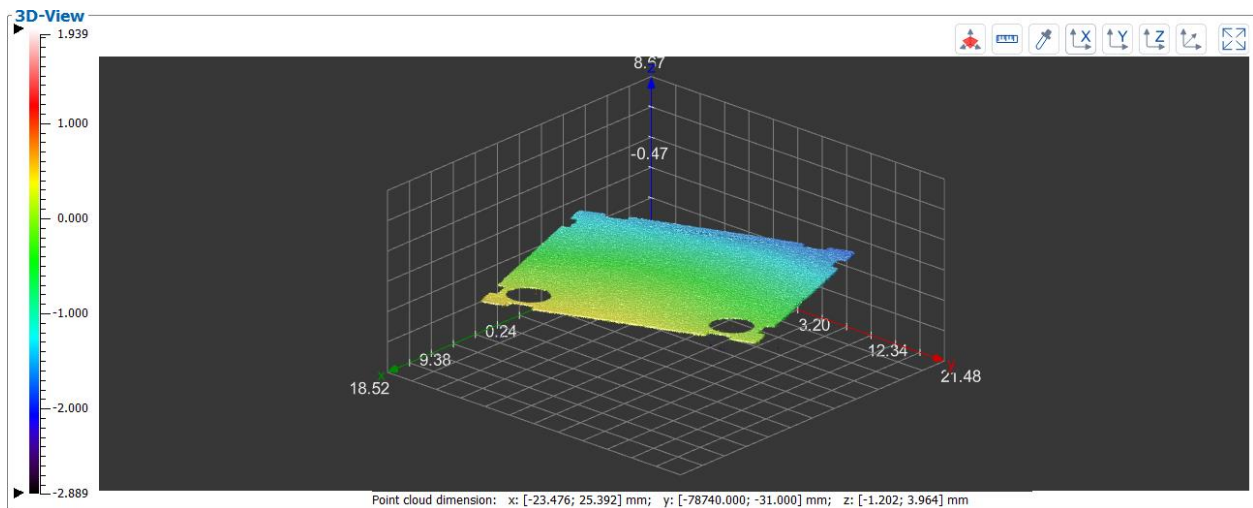 3D-View
1.939
1.000
0.000
-1.000
-2.000
-2.889
X
Y
Z
8.67
z
-0.47
0.24
9.38
18.52
3.20
12.34
21.48
x
Point cloud dimension: x: [-23.476; 25.392] mm; y: [-78740.000; -31.000] mm; z: [-1.202; 3.964] mm